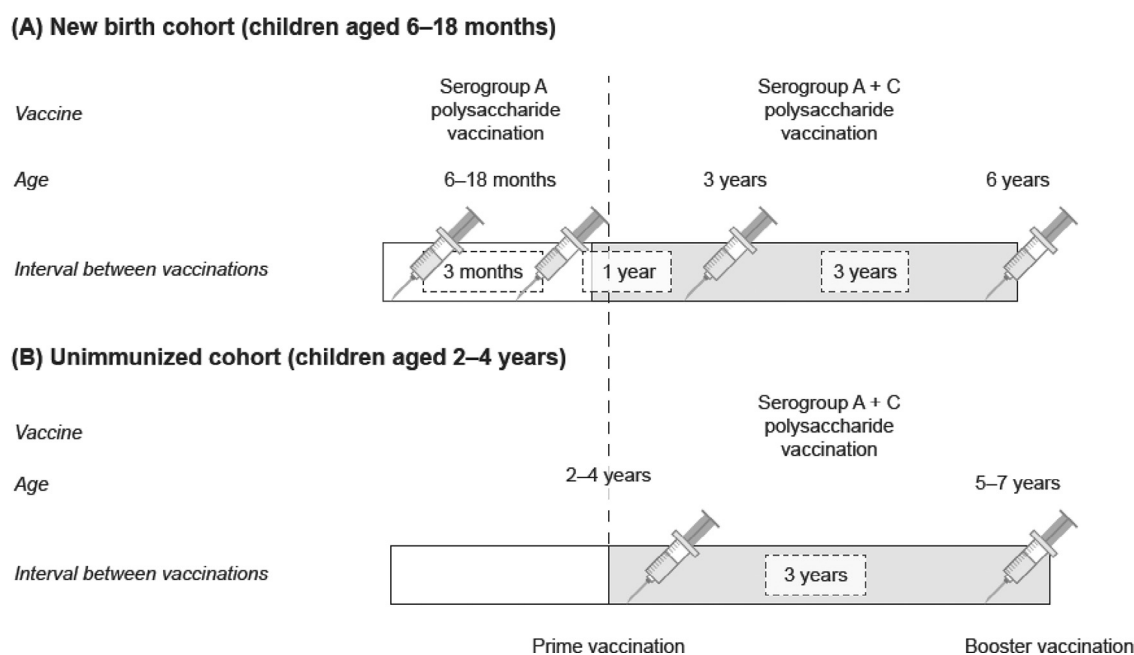 (A) New birth cohort (children aged 6–18 months)
Vaccine
Serogroup A
polysaccharide
vaccination
Serogroup A + C
polysaccharide
vaccination
Age
6–18 months
3 years
6 years
Interval between vaccinations
3 months
1 year
3 years
(B) Unimmunized cohort (children aged 2–4 years)
Vaccine
Serogroup A + C
polysaccharide
vaccination
Age
2–4 years
5–7 years
Interval between vaccinations
3 years
Prime vaccination
Booster vaccination